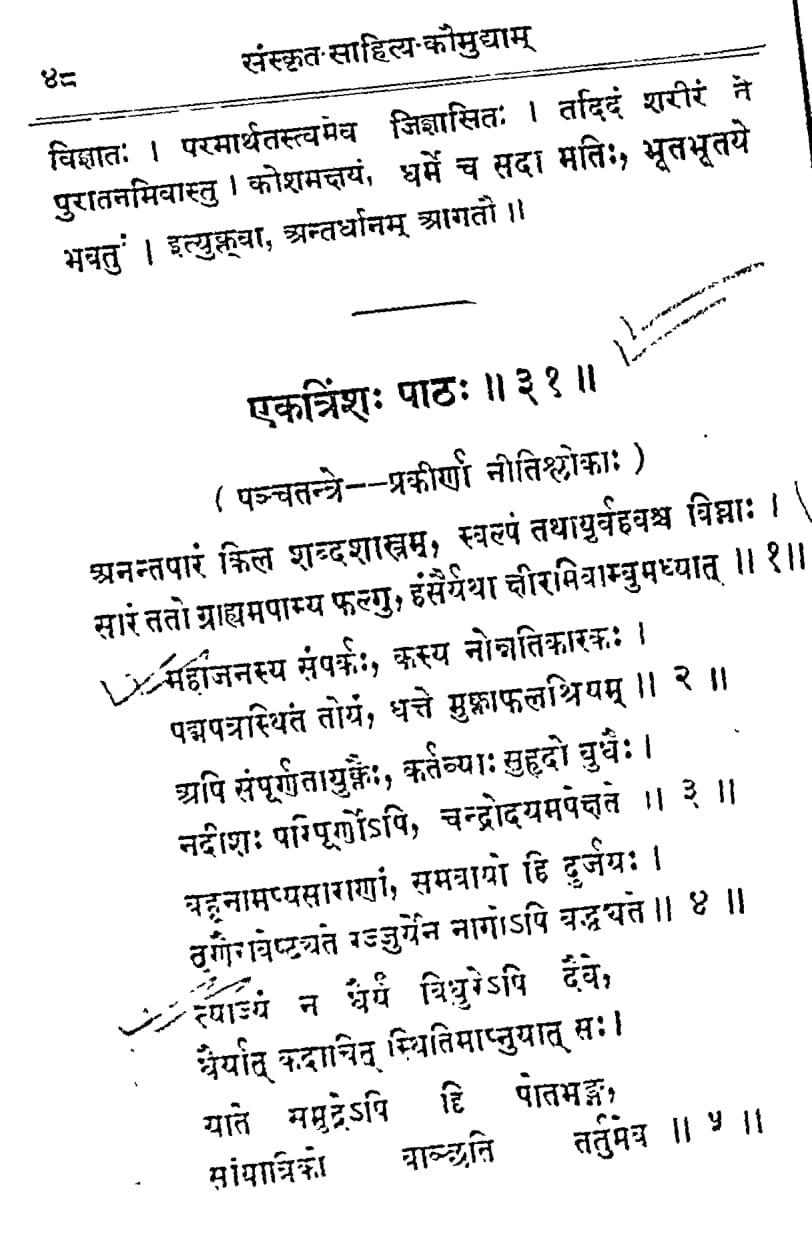 ४८
संस्कृत-साहित्य-कौमुद्याम्
विज्ञातः । परमार्थतस्त्वमेव जिज्ञासितः । तदिदं शरीरं ते
पुरातनमिवास्तु । कोशमक्षयं, धर्मे च सदा मतिः, भूतभूतये
भवतु । इत्युक्त्वा, अन्तर्धानम् आगतौ ॥
एकत्रिंशः पाठः ॥ ३१ ॥
( पञ्चतन्त्रे--प्रकीर्णा नीतिश्लोकाः )
अनन्तपारं किल शब्दशास्त्रम्, स्वल्पं तथायुर्वहवश्च विघ्नाः ।
सारं ततो ग्राह्यमपास्य फल्गु, हंसैर्यथा क्षीरमिवाम्बुमध्यात् ॥ १॥
महाजनस्य संपर्कः, कस्य नोन्नतिकारकः ।
पद्मपत्रस्थितं तोयं, धत्ते मुक्ताफलश्रियम् ॥ २ ॥
अपि संपूर्णतायुक्तैः, कर्तव्याः सुहृदो बुधैः ।
नदीशः परिपूर्णोऽपि, चन्द्रोदयमपेक्षते ॥ ३ ॥
बहूनामप्यसाराणां, समवायो हि दुर्जयः ।
तृणैरावेष्ट्यते रज्जुर्येन नागोऽपि बद्ध्यते ॥ ४ ॥
त्याज्यं न धैर्यं विधुरेऽपि दैवे,
धैर्यात् कदाचित् स्थितिमाप्नुयात् सः।
याते समुद्रेऽपि हि पोतभङ्गे,
सांयात्रिको वाञ्छति तर्तुमेव ॥ ५ ॥